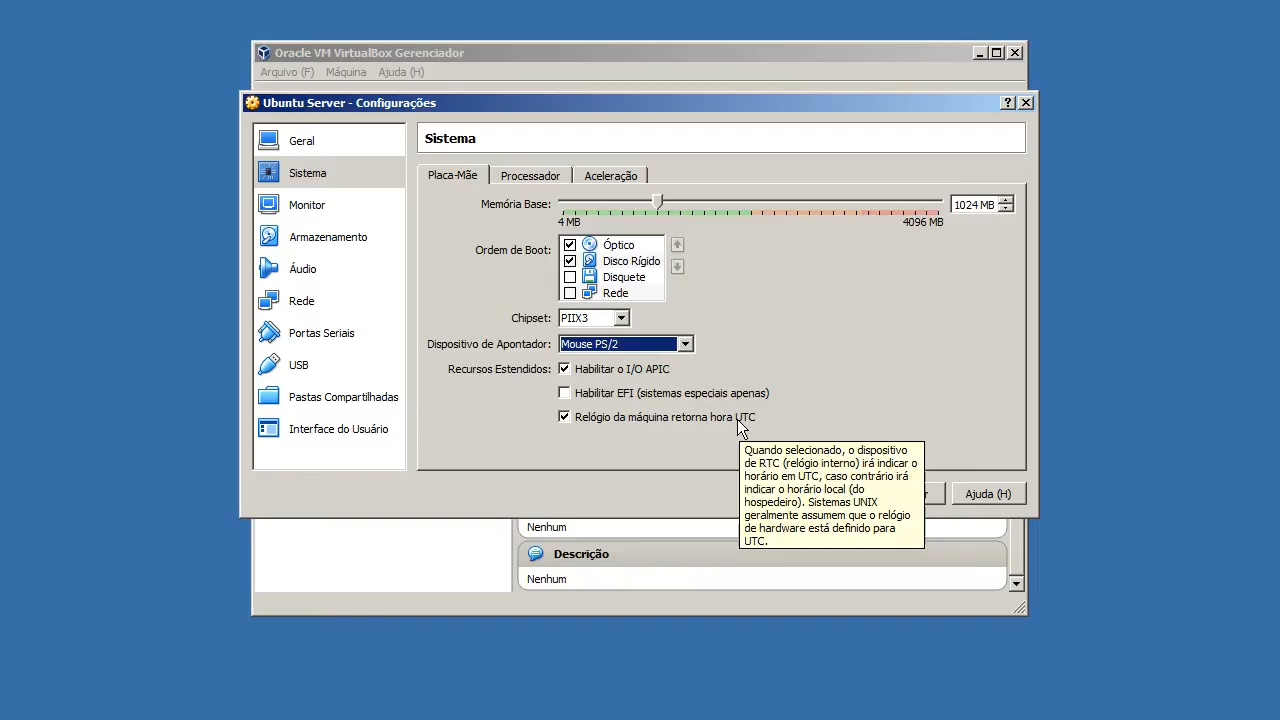 Oracle VM VirtualBox Gerenciador
Arquivo (F) Máquina Ajuda (H)
Ubuntu Server - Configurações
Geral
Sistema
Monitor
Armazenamento
Áudio
Rede
Portas Seriais
USB
Pastas Compartilhadas
Interface do Usuário
Sistema
Placa-Mãe Processador Aceleração
Memória Base: 1024 MB
4 MB 4096 MB
Ordem de Boot: Óptico
Disco Rígido
Disquete
Rede
Chipset: PIIX3
Dispositivo de Apontador: Mouse PS/2
Recursos Estendidos: Habilitar o I/O APIC
Habilitar EFI (sistemas especiais apenas)
Relógio da máquina retorna hora UTC
Quando selecionado, o dispositivo
de RTC (relógio interno) irá indicar o
horário em UTC, caso contrário irá
indicar o horário local (do
hospedeiro). Sistemas UNIX
geralmente assumem que o relógio
de hardware está definido para
UTC.
Ajuda (H)
Nenhum
Descrição
Nenhum